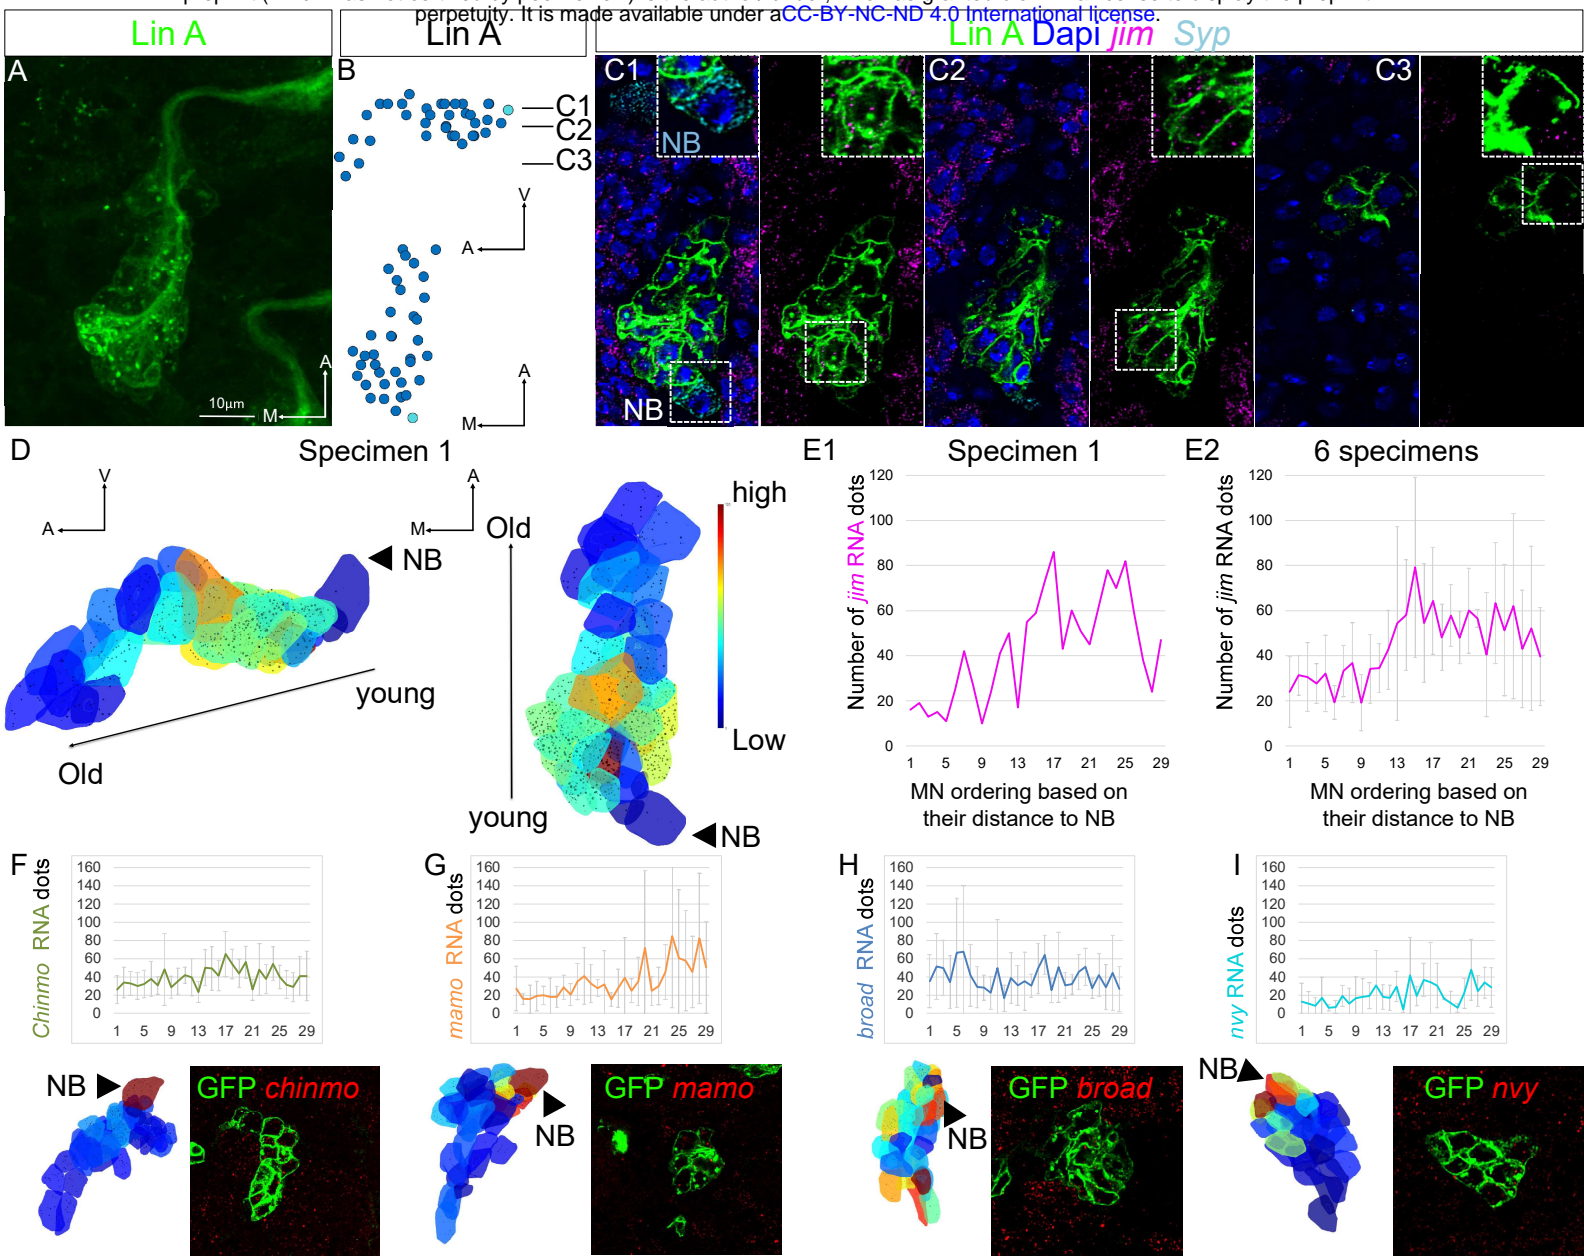 perpetuity. It is made available under aCC-BY-NC-ND 4.0 International license.
Lin A
Lin A
Lin A Dapi jim Syp
A
B
C1
C2
C3
C1
C2
C3
NB
NB
V
A
A
M
A
M
10μm
D
Specimen 1
V
A
A
M
NB
Old
young
Old
young
NB
high
Low
E1
Specimen 1
Number of jim RNA dots
120
100
80
60
40
20
0
1 5 9 13 17 21 25 29
MN ordering based on
their distance to NB
E2
6 specimens
Number of jim RNA dots
120
100
80
60
40
20
0
1 5 9 13 17 21 25 29
MN ordering based on
their distance to NB
F
Chinmo RNA dots
160
140
120
100
80
60
40
20
0
1 5 9 13 17 21 25 29
G
mamo RNA dots
160
140
120
100
80
60
40
20
0
1 5 9 13 17 21 25 29
H
broad RNA dots
160
140
120
100
80
60
40
20
0
1 5 9 13 17 21 25 29
I
nvy RNA dots
160
140
120
100
80
60
40
20
0
1 5 9 13 17 21 25 29
NB
GFP chinmo
NB
GFP mamo
NB
GFP broad
NB
GFP nvy